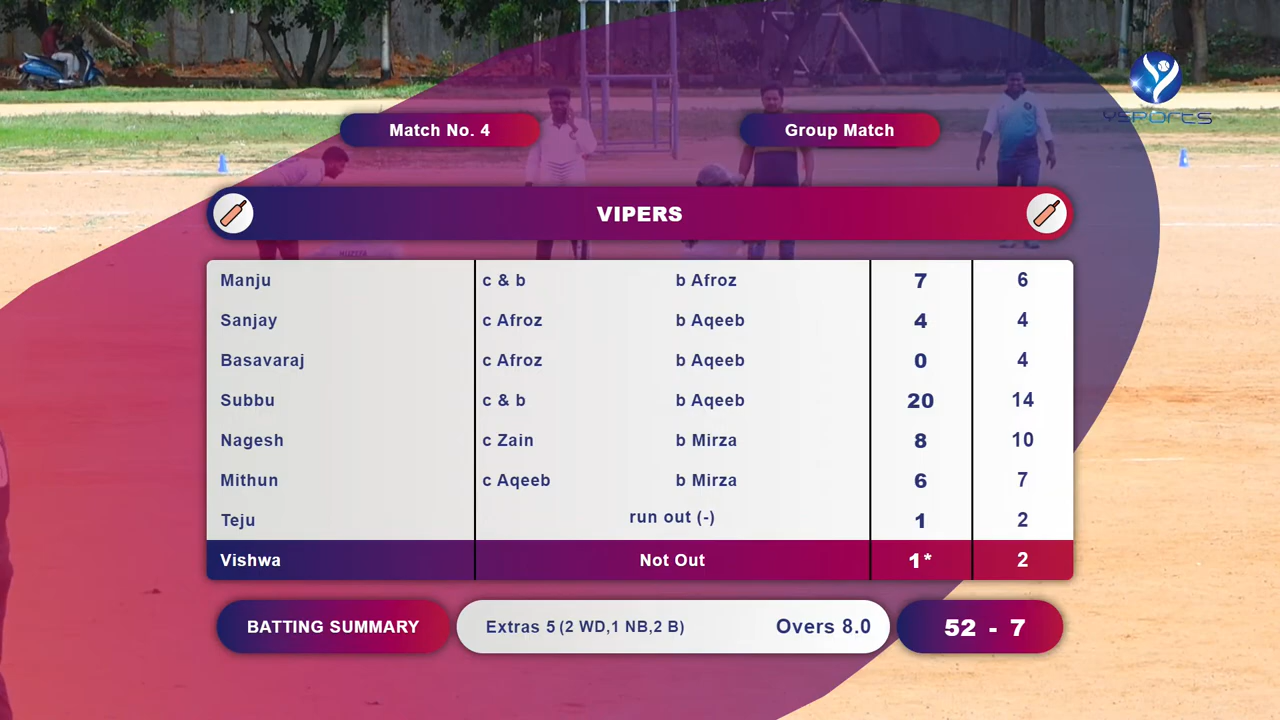 YSPORTS
Match No. 4 Group Match
VIPERS
Manju c & b b Afroz 7 6
Sanjay c Afroz b Aqeeb 4 4
Basavaraj c Afroz b Aqeeb 0 4
Subbu c & b b Aqeeb 20 14
Nagesh c Zain b Mirza 8 10
Mithun c Aqeeb b Mirza 6 7
Teju run out (-) 1 2
Vishwa Not Out 1* 2
BATTING SUMMARY Extras 5 (2 WD,1 NB,2 B) Overs 8.0 52 - 7